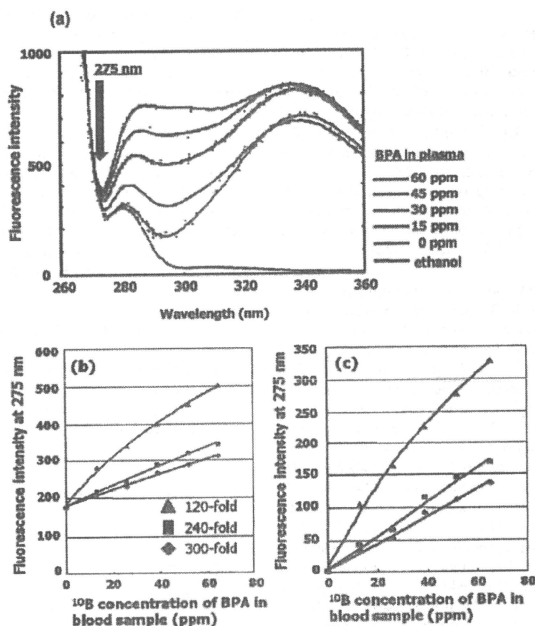 (a)
1000
275 nm
500
0
Fluorescence intensity
260 280 300 320 340 360
Wavelength (nm)
BPA in plasma
60 ppm
45 ppm
30 ppm
15 ppm
0 ppm
ethanol
(b)
600
500
400
300
200
100
0
Fluorescence intensity at 275 nm
120-fold
240-fold
300-fold
0 20 40 60 80
¹⁰B concentration of BPA in
blood sample (ppm)
(c)
350
300
250
200
150
100
50
0
Fluorescence intensity at 275 nm
0 20 40 60 80
¹⁰B concentration of BPA in
blood sample (ppm)